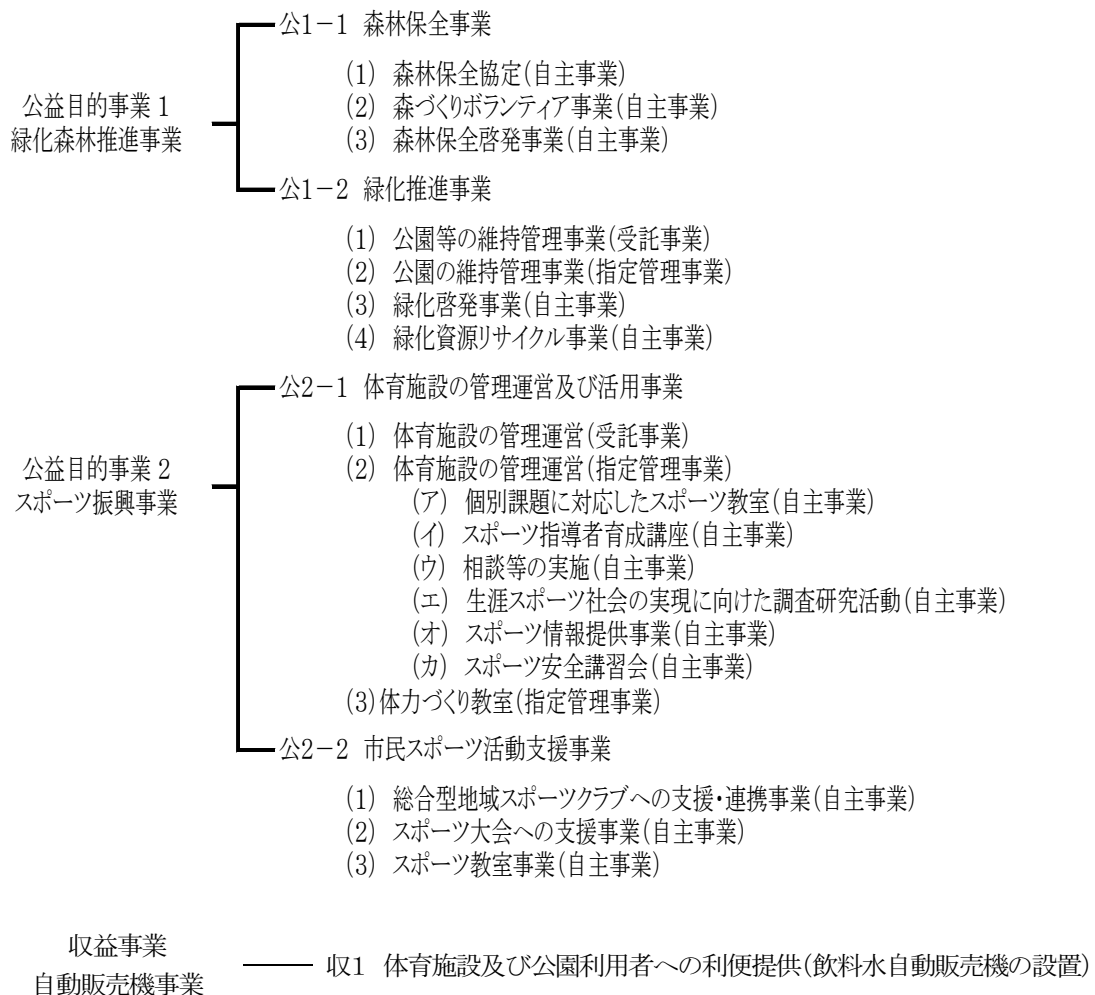 公1－1 森林保全事業
(1) 森林保全協定(自主事業)
公益目的事業 1
(2) 森づくりボランティア事業(自主事業)
緑化森林推進事業
(3) 森林保全啓発事業(自主事業)
公1－2 緑化推進事業
(1) 公園等の維持管理事業(受託事業)
(2) 公園の維持管理事業(指定管理事業)
(3) 緑化啓発事業(自主事業)
(4) 緑化資源リサイクル事業(自主事業)
公2－1 体育施設の管理運営及び活用事業
(1) 体育施設の管理運営(受託事業)
公益目的事業 2
(2) 体育施設の管理運営(指定管理事業)
スポーツ振興事業
(ア) 個別課題に対応したスポーツ教室(自主事業)
(イ) スポーツ指導者育成講座(自主事業)
(ウ) 相談等の実施(自主事業)
(エ) 生涯スポーツ社会の実現に向けた調査研究活動(自主事業)
(オ) スポーツ情報提供事業(自主事業)
(カ) スポーツ安全講習会(自主事業)
(3)体力づくり教室(指定管理事業)
公2－2 市民スポーツ活動支援事業
(1) 総合型地域スポーツクラブへの支援・連携事業(自主事業)
(2) スポーツ大会への支援事業(自主事業)
(3) スポーツ教室事業(自主事業)
収益事業
自動販売機事業
収1 体育施設及び公園利用者への利便提供(飲料水自動販売機の設置)